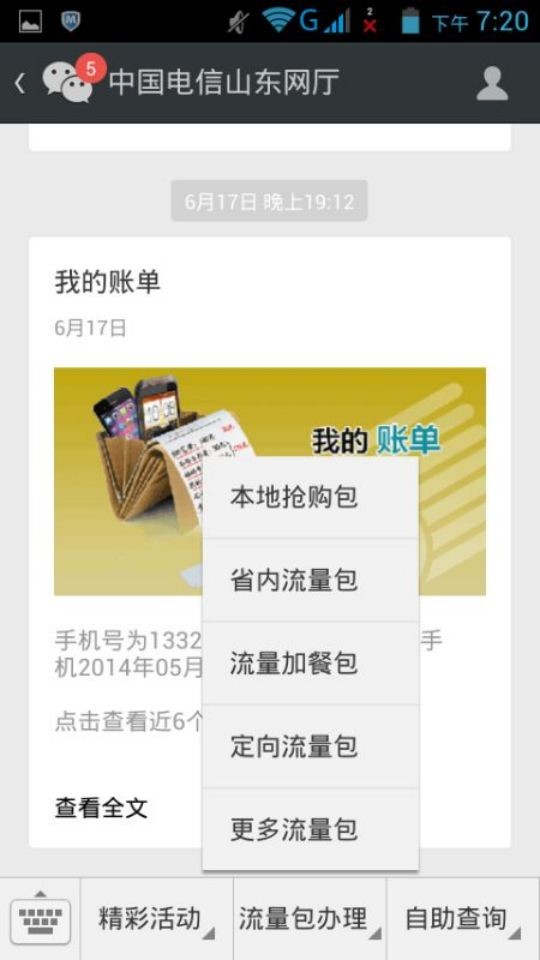 下午 7:20
5
中国电信山东网厅
6月17日 晚上19:12
我的账单
6月17日
我的 账单
手机号为1332
手
机2014年05月
点击查看近6个
查看全文
本地抢购包
省内流量包
流量加餐包
定向流量包
更多流量包
精彩活动
流量包办理
自助查询